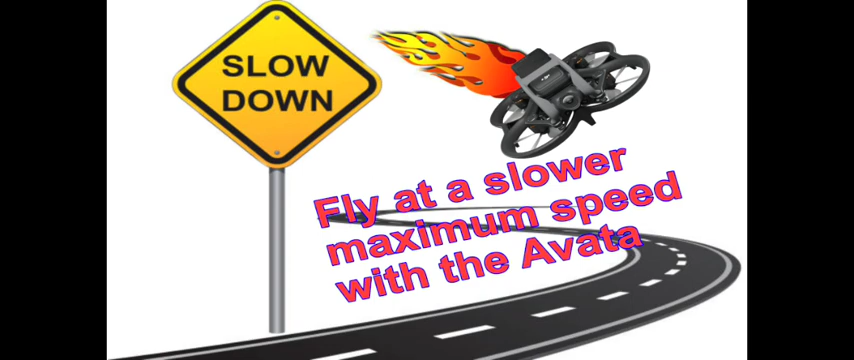 SLOW
DOWN
Fly at a slower
maximum speed
with the Avata